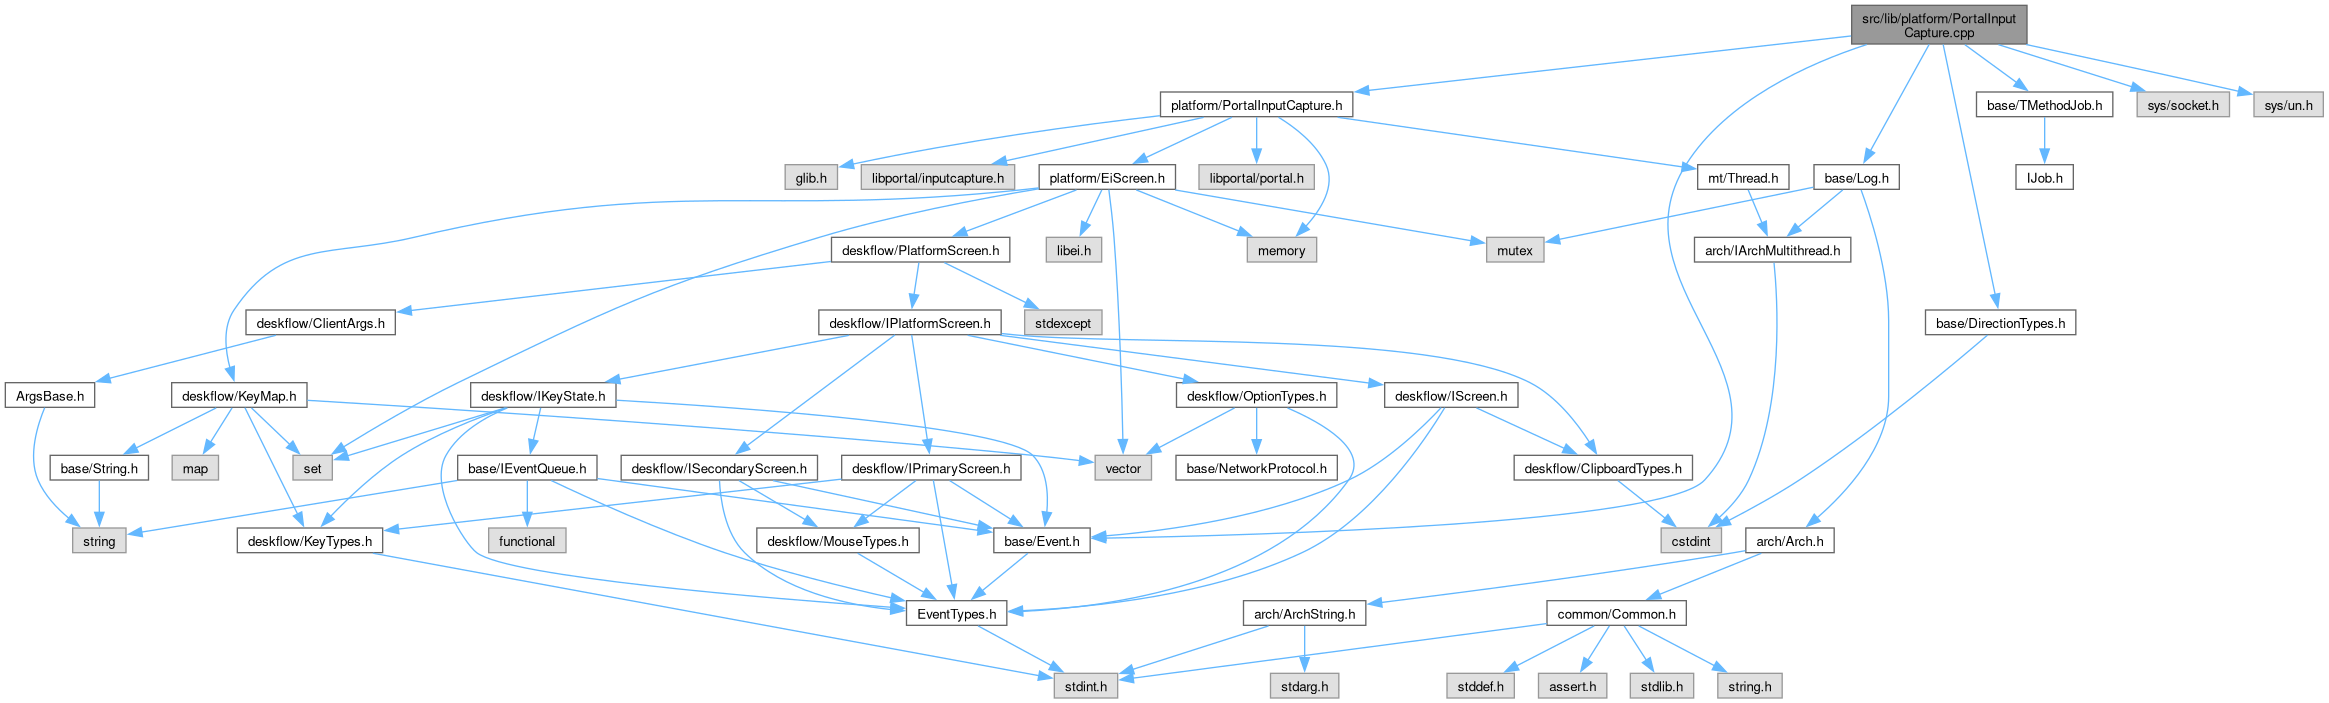 src/lib/platform/PortalInput
Capture.cpp
platform/PortalInputCapture.h
base/TMethodJob.h
sys/socket.h
sys/un.h
glib.h
libportal/inputcapture.h
platform/EiScreen.h
libportal/portal.h
mt/Thread.h
base/Log.h
IJob.h
deskflow/PlatformScreen.h
libei.h
memory
mutex
arch/IArchMultithread.h
deskflow/ClientArgs.h
deskflow/IPlatformScreen.h
stdexcept
base/DirectionTypes.h
ArgsBase.h
deskflow/KeyMap.h
deskflow/IKeyState.h
deskflow/OptionTypes.h
deskflow/IScreen.h
base/String.h
map
set
base/IEventQueue.h
deskflow/ISecondaryScreen.h
deskflow/IPrimaryScreen.h
vector
base/NetworkProtocol.h
deskflow/ClipboardTypes.h
string
deskflow/KeyTypes.h
functional
deskflow/MouseTypes.h
base/Event.h
cstdint
arch/Arch.h
EventTypes.h
arch/ArchString.h
common/Common.h
stdint.h
stdarg.h
stddef.h
assert.h
stdlib.h
string.h